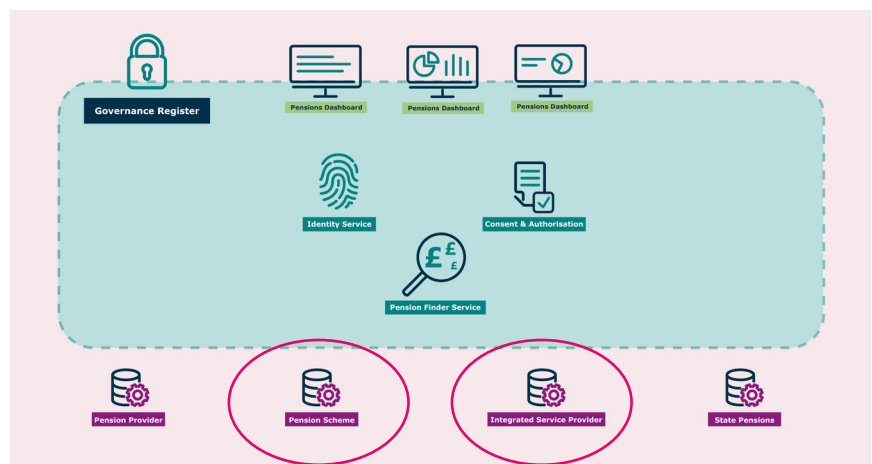 Governance Register
Pensions Dashboard
Pensions Dashboard
Pensions Dashboard
Identity Service
Consent & Authorisation
££££
Pension Finder Service
Pension Provider
Pension Scheme
Integrated Service Provider
State Pensions